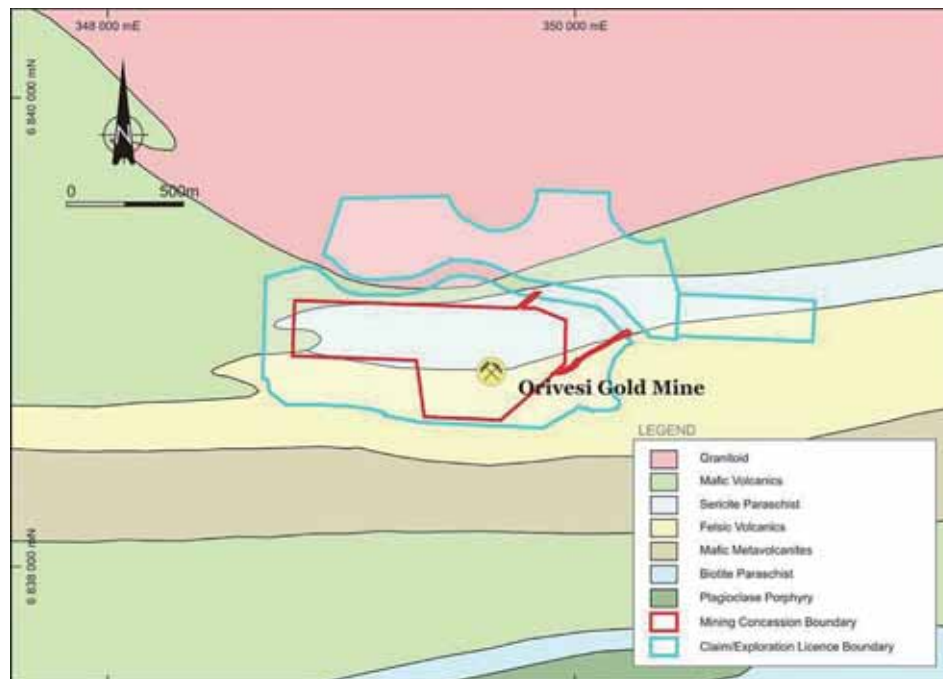 348 000 mE
350 000 mE
6 840 000 mN
N
0
500m
Orivesi Gold Mine
6 838 000 mN
LEGEND
Granitoid
Mafic Volcanics
Sericite Paraschist
Felsic Volcanics
Mafic Metavolcanites
Biotite Paraschist
Plagioclase Porphyry
Mining Concession Boundary
Claim/Exploration Licence Boundary